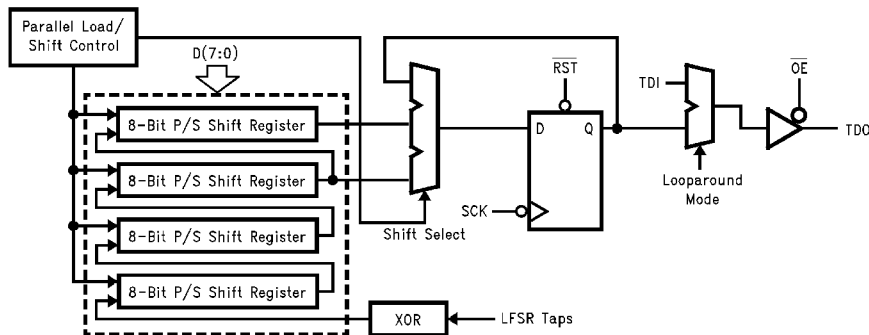 Parallel Load/
Shift Control
D(7:0)
8-Bit P/S Shift Register
8-Bit P/S Shift Register
8-Bit P/S Shift Register
8-Bit P/S Shift Register
Shift Select
XOR
LFSR Taps
RST
D Q
SCK
TDI
Looparound
Mode
OE
TDO